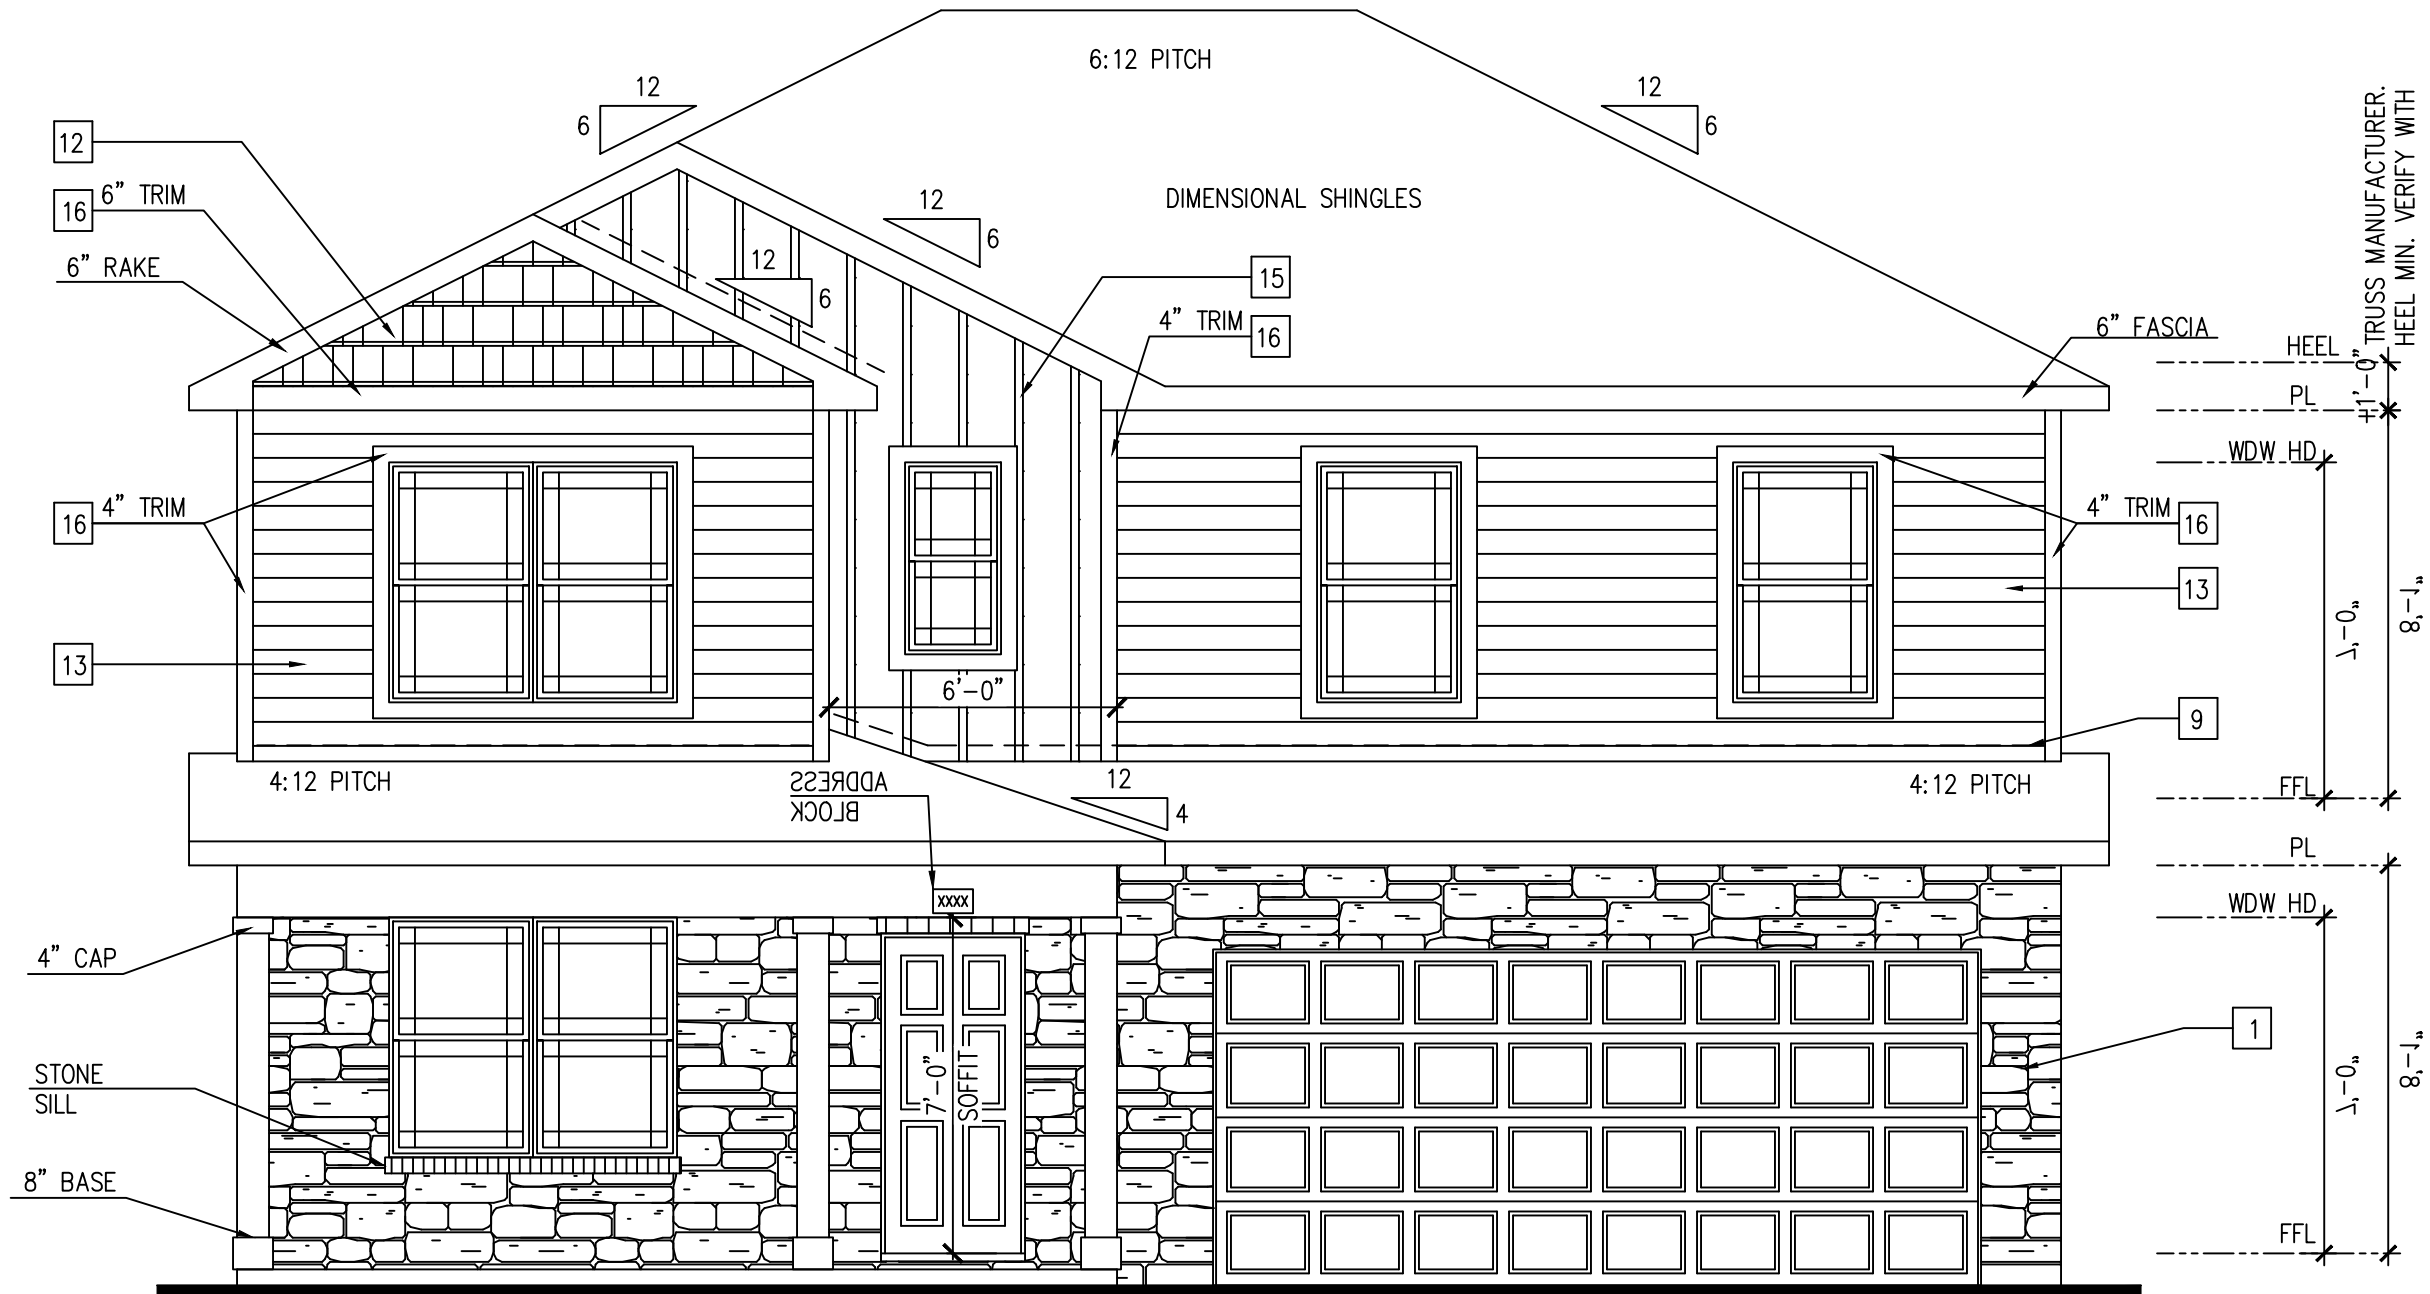 6:12 PITCH
12
6
12
6
12
16 6" TRIM
6" RAKE
12
6
12
6
DIMENSIONAL SHINGLES
15
4" TRIM
16
6" FASCIA
HEEL
PL
WDW HD
+1'-0"
HEEL MIN. VERIFY WITH
TRUSS MANUFACTURER.
16 4" TRIM
4" TRIM 16
13
13
6'-0"
7'-0"
8'-1"
9
4:12 PITCH
ADDRESS
BLOCK
12
4
4:12 PITCH
FFL
PL
WDW HD
XXXX
4" CAP
STONE
SILL
8" BASE
7'-0"
SOFFIT
1
7'-0"
8'-1"
FFL